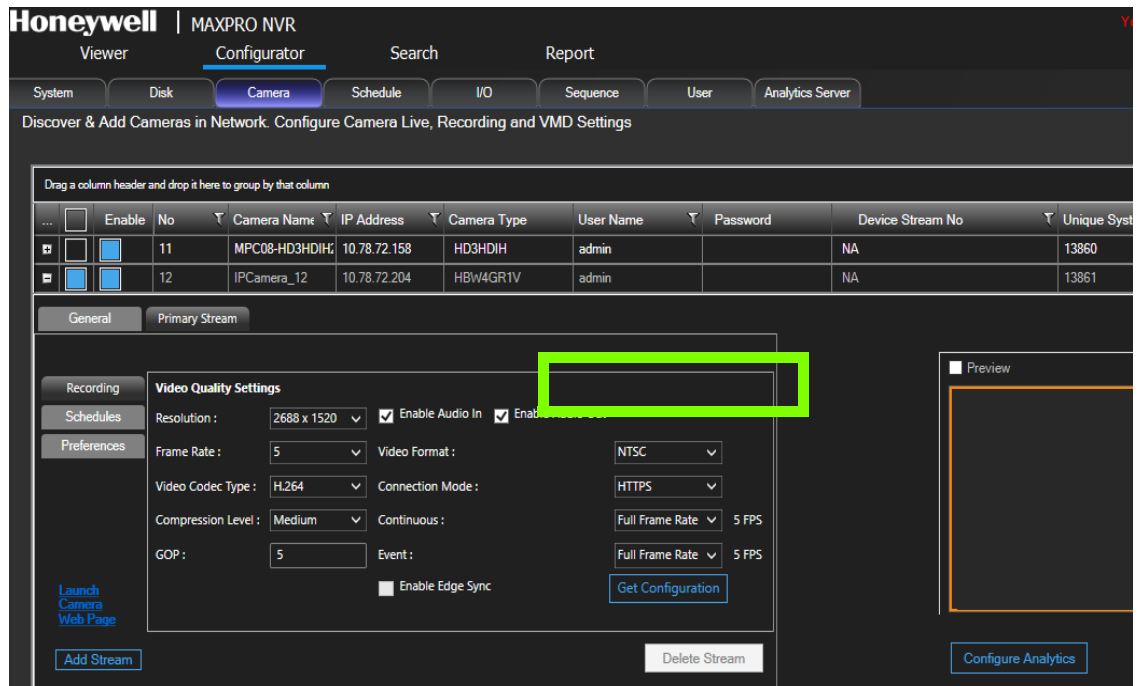 Honeywell | MAXPRO NVR
Viewer Configurator Search Report
System Disk Camera Schedule I/O Sequence User Analytics Server
Discover & Add Cameras in Network. Configure Camera Live, Recording and VMD Settings
Drag a column header and drop it here to group by that column
... Enable No Camera Name IP Address Camera Type User Name Password Device Stream No Unique Syst
11 MPC08-HD3HDIH 10.78.72.158 HD3HDIH admin NA 13860
12 IPCamera_12 10.78.72.204 HBW4GR1V admin NA 13861
General Primary Stream
Preview
Recording
Schedules
Preferences
Video Quality Settings
Resolution : 2688 x 1520 Enable Audio In
Frame Rate : 5 Video Format : NTSC
Video Codec Type : H.264 Connection Mode : HTTPS
Compression Level : Medium Continuous : Full Frame Rate 5 FPS
GOP : 5 Event : Full Frame Rate 5 FPS
Enable Edge Sync Get Configuration
Launch
Camera
Web Page
Add Stream Delete Stream Configure Analytics